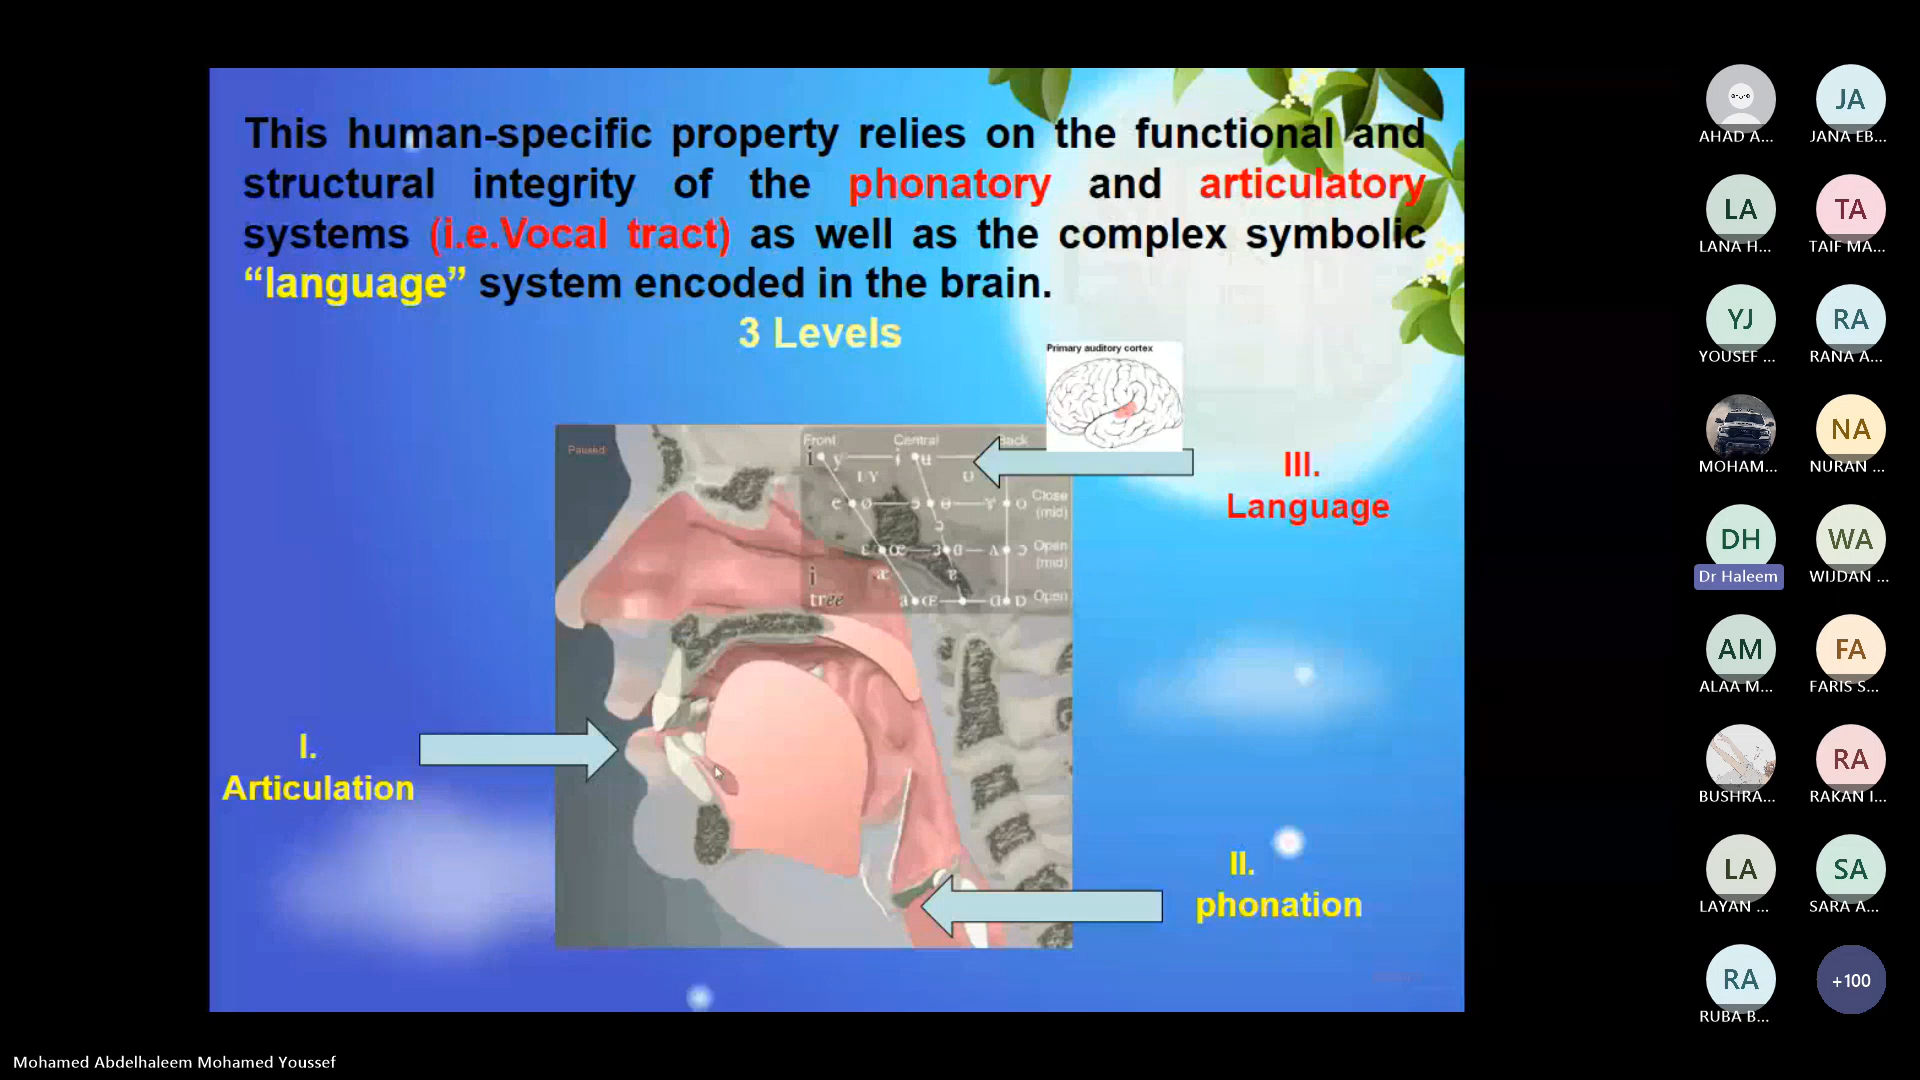 This human-specific property relies on the functional and
structural integrity of the phonatory and articulatory
systems (i.e.Vocal tract) as well as the complex symbolic
“language” system encoded in the brain.
3 Levels
Primary auditory cortex
Paused
Front Central Back
i y i u
I Y ʊ
e ø ɘ ɵ ɤ o Close
(mid)
ə
ɛ œ ɜ ʌ ɔ Open
(mid)
æ ɐ
i
tree
a Œ ɑ ɒ Open
III.
Language
I.
Articulation
II.
phonation
AHAD A...
JA
JANA EB...
LA
LANA H...
TA
TAIF MA...
YJ
YOUSEF ...
RA
RANA A...
MOHAM...
NA
NURAN ...
DH
Dr Haleem
WA
WIJDAN ...
AM
ALAA M...
FA
FARIS S...
BUSHRA...
RA
RAKAN I...
LA
LAYAN ...
SA
SARA A...
RA
RUBA B...
+100
Mohamed Abdelhaleem Mohamed Youssef